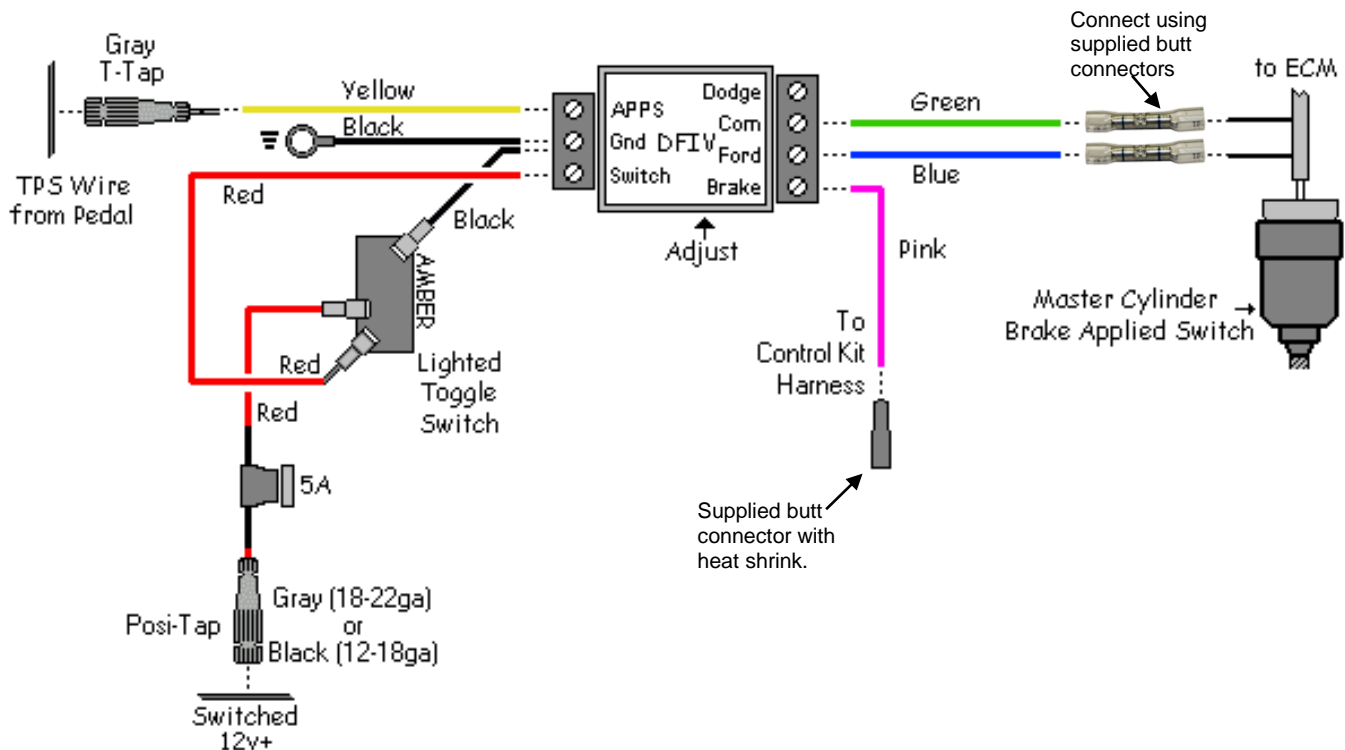 Gray
T-Tap
TPS Wire
from Pedal
Yellow
Black
Red
Black
APPS
Gnd DFIV
Switch
Dodge
Com
Ford
Brake
Adjust
Green
Blue
Pink
Connect using
supplied butt
connectors
to ECM
Master Cylinder
Brake Applied Switch
To
Control Kit
Harness
Supplied butt
connector with
heat shrink.
AMBER
Lighted
Toggle
Switch
Red
Red
5A
Posi-Tap
Gray (18-22ga)
or
Black (12-18ga)
Switched
12v+